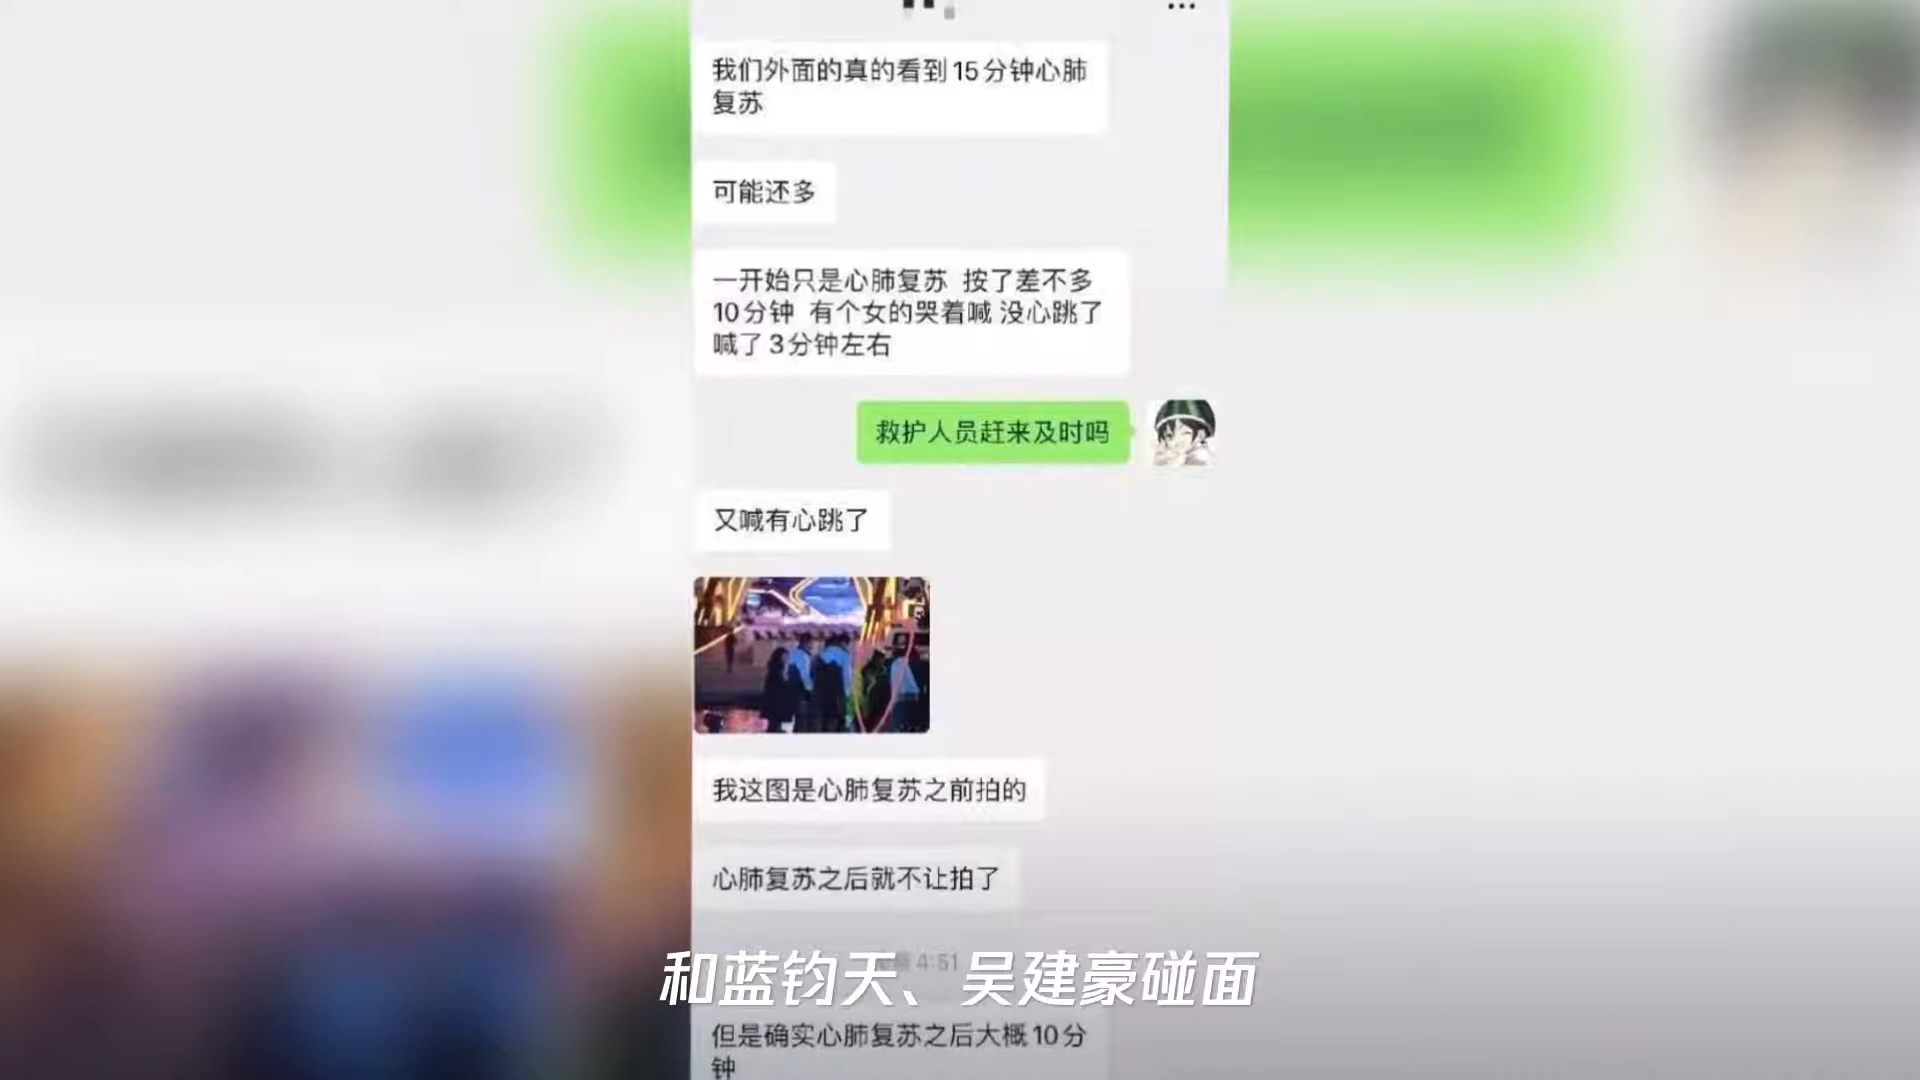 我们外面的真的看到15分钟心肺
复苏
可能还多
一开始只是心肺复苏 按了差不多
10分钟 有个女的哭着喊 没心跳了
喊了3分钟左右
救护人员赶来及时吗
又喊有心跳了
我这图是心肺复苏之前拍的
心肺复苏之后就不让拍了
4:51
和蓝钧天、吴建豪碰面
但是确实心肺复苏之后大概10分
钟